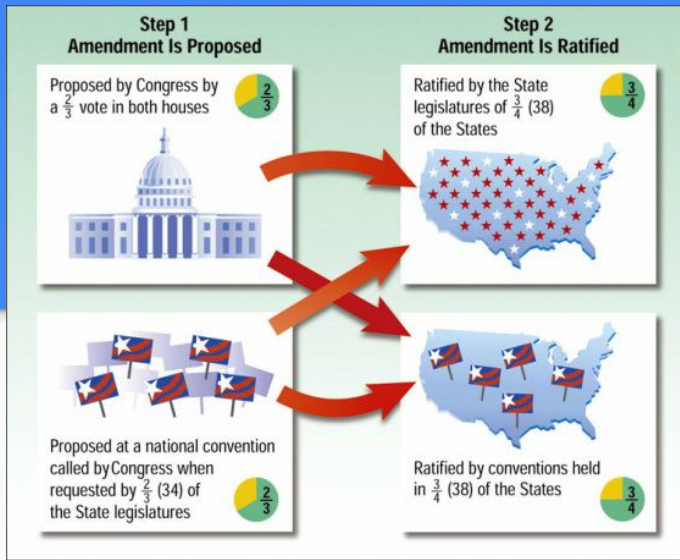 Step 1
Amendment Is Proposed
Proposed by Congress by
a 2/3 vote in both houses
2/3
Proposed at a national convention
called by Congress when
requested by 2/3 (34) of
the State legislatures
2/3
Step 2
Amendment Is Ratified
Ratified by the State
legislatures of 3/4 (38)
of the States
3/4
Ratified by conventions held
in 3/4 (38) of the States
3/4